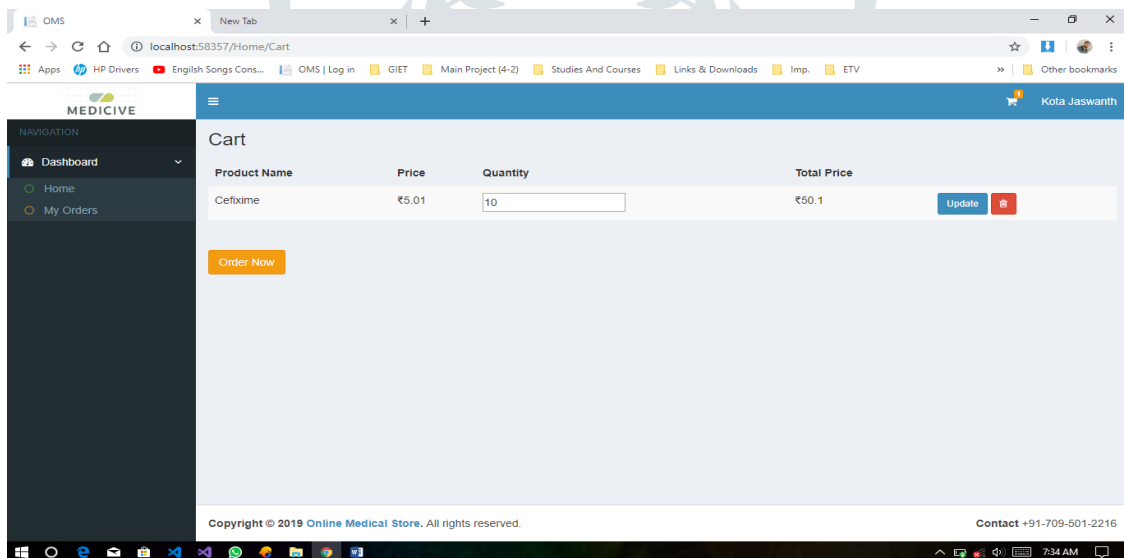 OMS
New Tab
localhost:58357/Home/Cart
Apps HP Drivers Engilsh Songs Cons... OMS | Log in GIET Main Project (4-2) Studies And Courses Links & Downloads Imp. ETV » Other bookmarks
MEDICIVE
1
Kota Jaswanth
NAVIGATION
Dashboard
Home
My Orders
Cart
Product Name Price Quantity Total Price
Cefixime ₹5.01 10 ₹50.1 Update
Order Now
Copyright © 2019 Online Medical Store. All rights reserved.
Contact +91-709-501-2216
7:34 AM